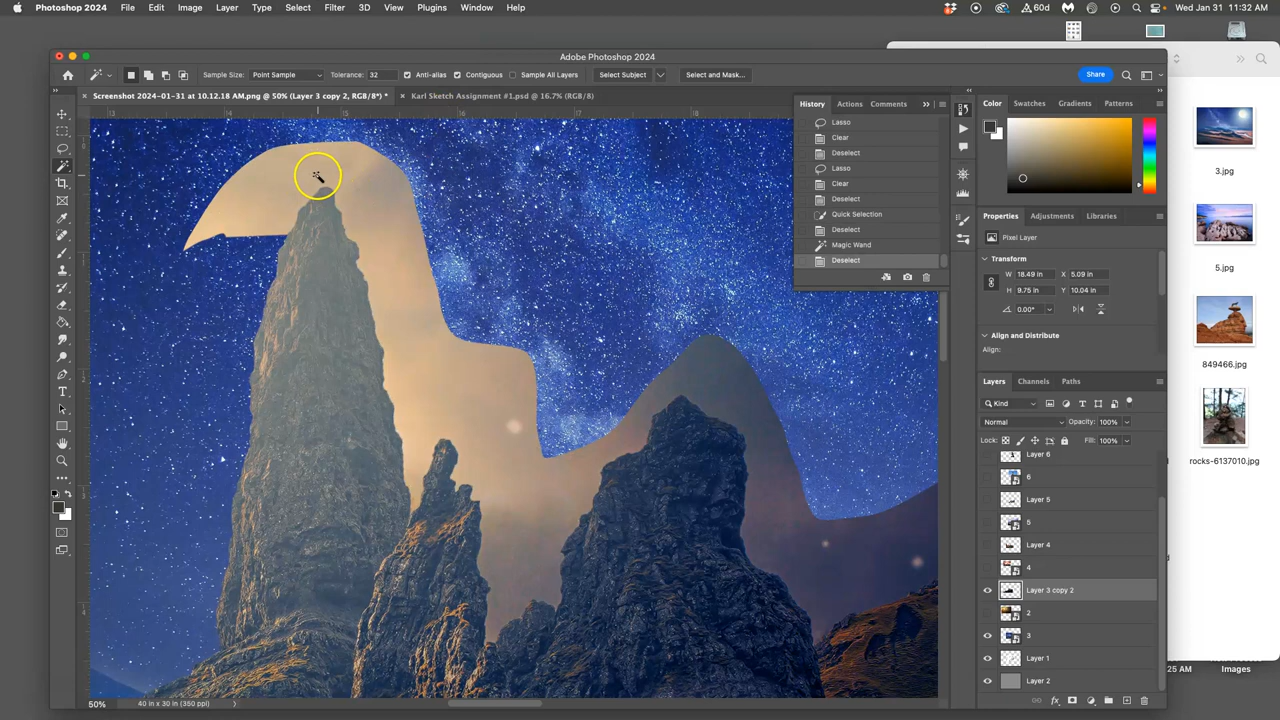 Photoshop 2024 File Edit Image Layer Type Select Filter 3D View Plugins Window Help 60d Wed Jan 31 11:32 AM
Adobe Photoshop 2024
Sample Size: Point Sample Tolerance: 32 Anti-alias Contiguous Sample All Layers Select Subject Select and Mask... Share
Screenshot 2024-01-31 at 10.12.18 AM.png @ 50% (Layer 3 copy 2, RGB/8*) * Karl Sketch Assignment #1.psd @ 16.7% (RGB/8)
History Actions Comments
Lasso
Clear
Deselect
Lasso
Clear
Deselect
Quick Selection
Deselect
Magic Wand
Deselect
Color Swatches Gradients Patterns
Properties Adjustments Libraries
Pixel Layer
Transform
W 18.49 in X 5.09 in
H 9.75 in Y 10.04 in
0.00°
Align and Distribute
Align:
Layers Channels Paths
Kind
Normal Opacity: 100%
Lock: Fill: 100%
Layer 6
6
Layer 5
5
Layer 4
4
Layer 3 copy 2
2
3
Layer 1
Layer 2
3.jpg
5.jpg
849466.jpg
rocks-6137010.jpg
25 AM
Images
50% 40 in x 30 in (350 ppi)